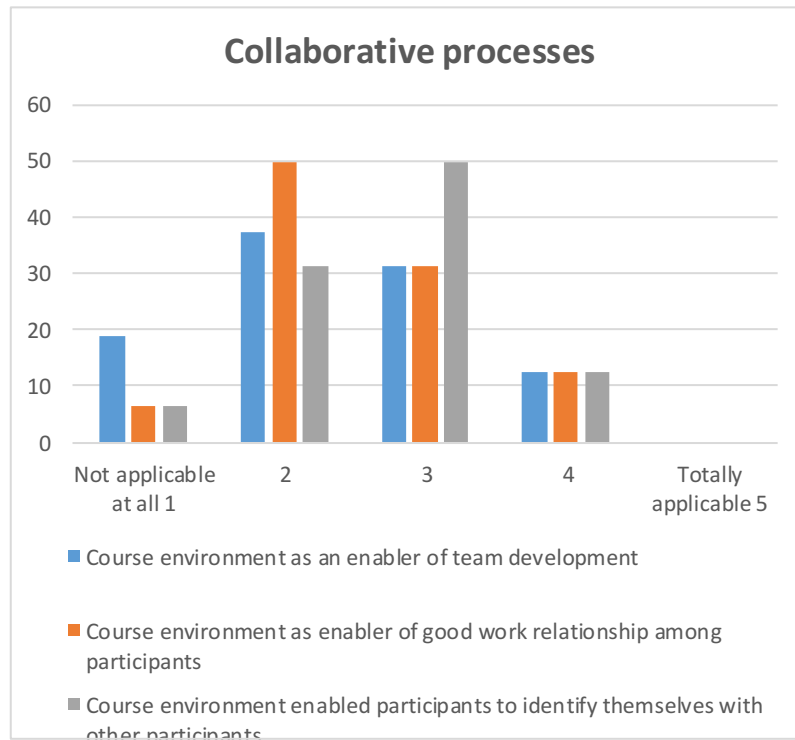 Collaborative processes
60
50
40
30
20
10
0
Not applicable
at all 1
2
3
4
Totally
applicable 5
Course environment as an enabler of team development
Course environment as enabler of good work relationship among
participants
Course environment enabled participants to identify themselves with
other participants